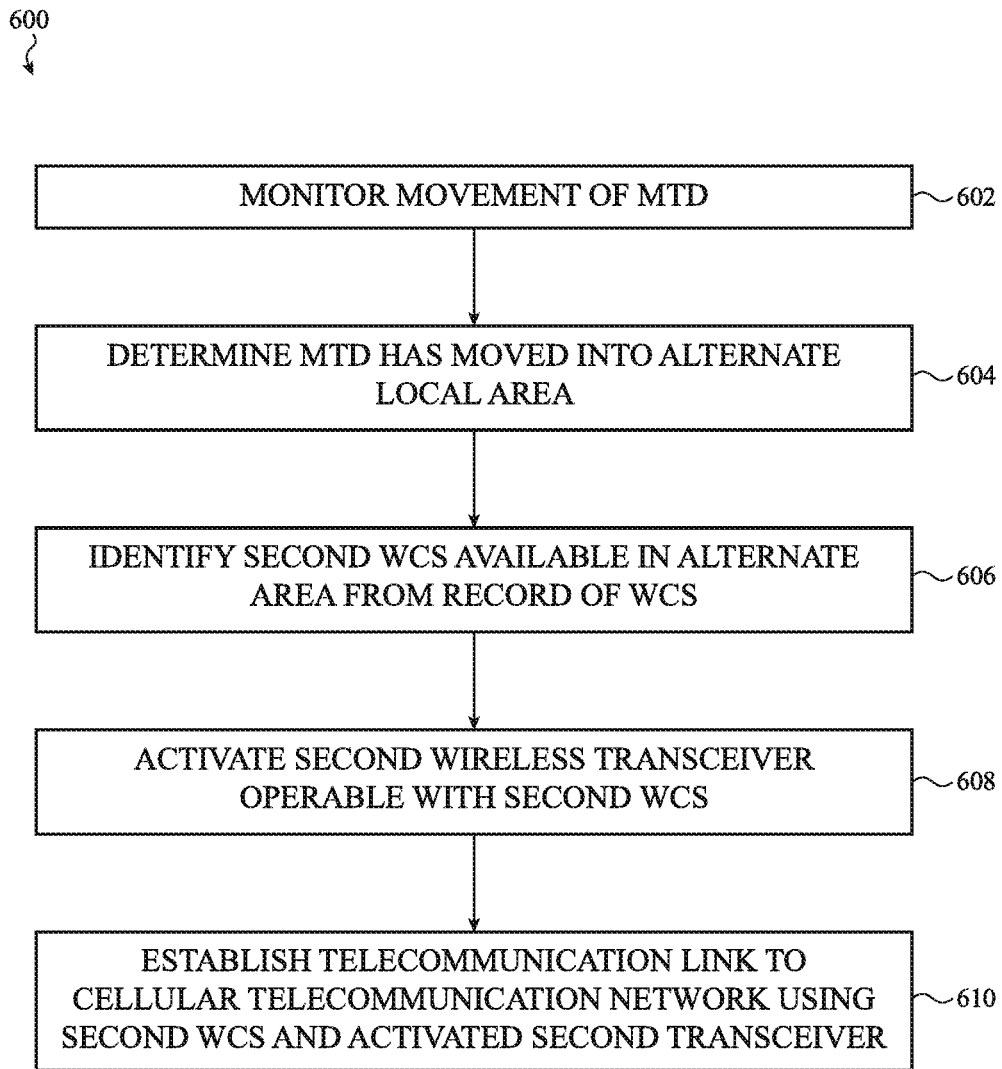 600
MONITOR MOVEMENT OF MTD
602
DETERMINE MTD HAS MOVED INTO ALTERNATE
LOCAL AREA
604
IDENTIFY SECOND WCS AVAILABLE IN ALTERNATE
AREA FROM RECORD OF WCS
606
ACTIVATE SECOND WIRELESS TRANSCEIVER
OPERABLE WITH SECOND WCS
608
ESTABLISH TELECOMMUNICATION LINK TO
CELLULAR TELECOMMUNICATION NETWORK USING
SECOND WCS AND ACTIVATED SECOND TRANSCEIVER
610